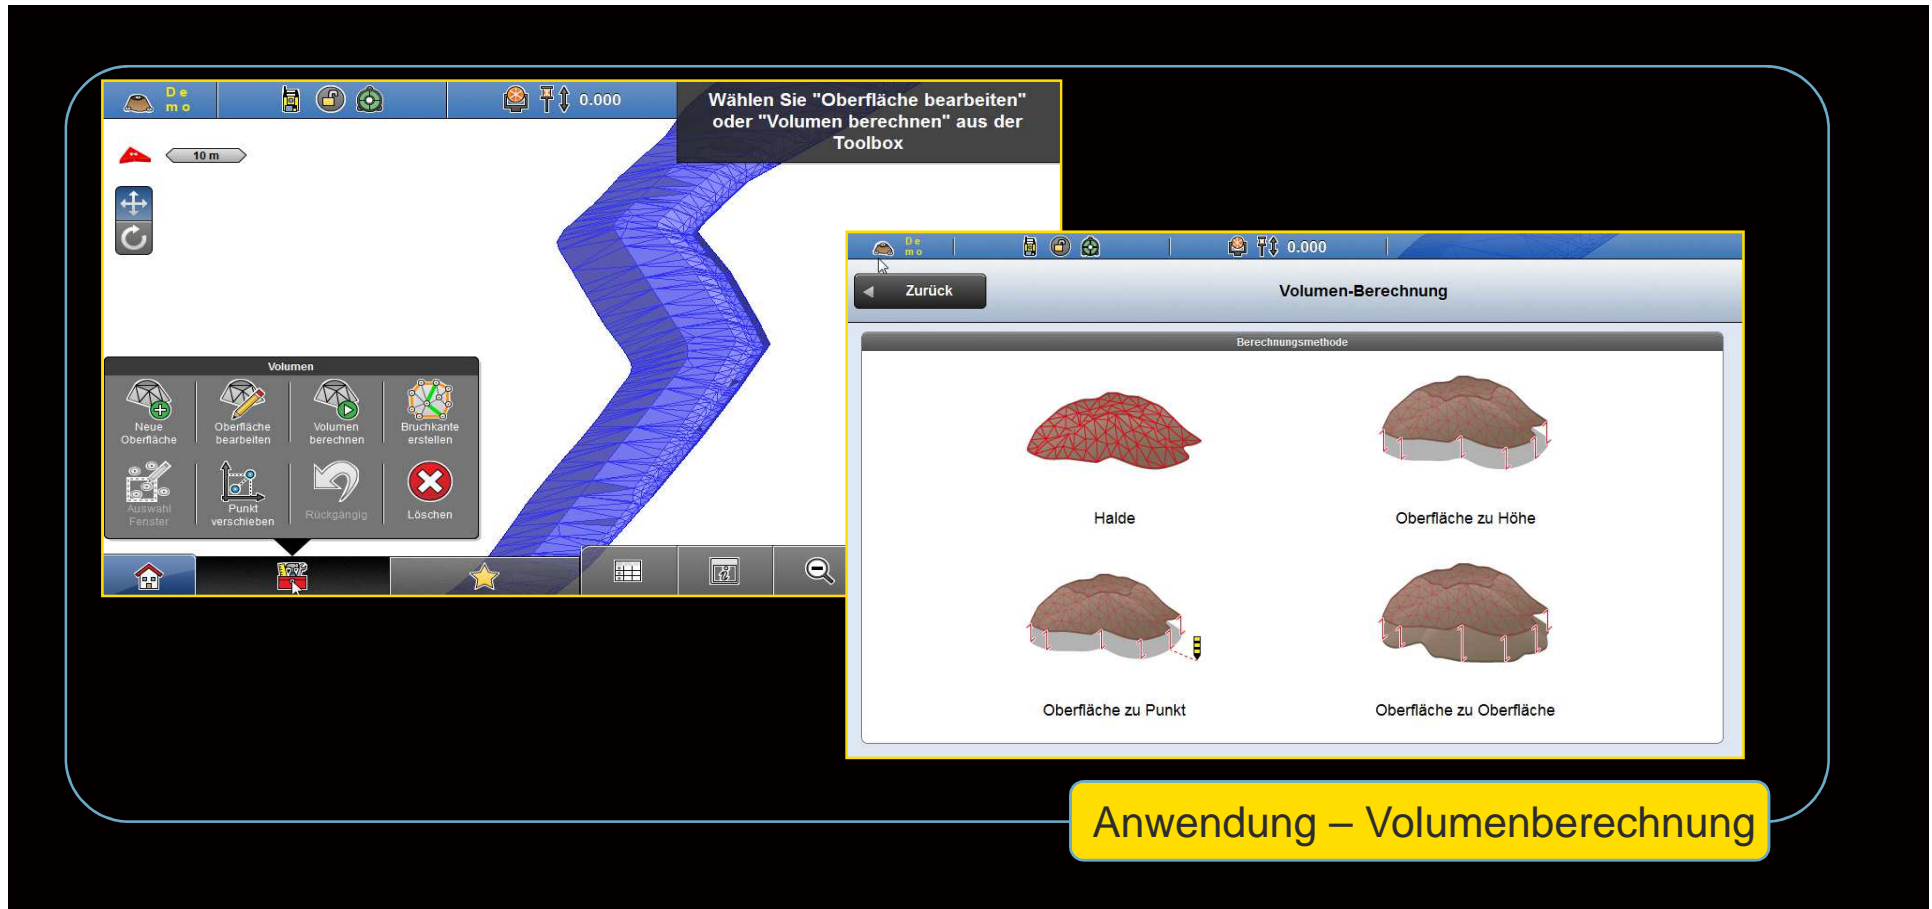 De
mo
0.000
Wählen Sie "Oberfläche bearbeiten"
oder "Volumen berechnen" aus der
Toolbox
10 m
Volumen
Neue
Oberfläche
Oberfläche
bearbeiten
Volumen
berechnen
Bruchkante
erstellen
Auswahl
Fenster
Punkt
verschieben
Rückgängig
Löschen
De
mo
0.000
Zurück
Volumen-Berechnung
Berechnungsmethode
Halde
Oberfläche zu Höhe
Oberfläche zu Punkt
Oberfläche zu Oberfläche
Anwendung – Volumenberechnung